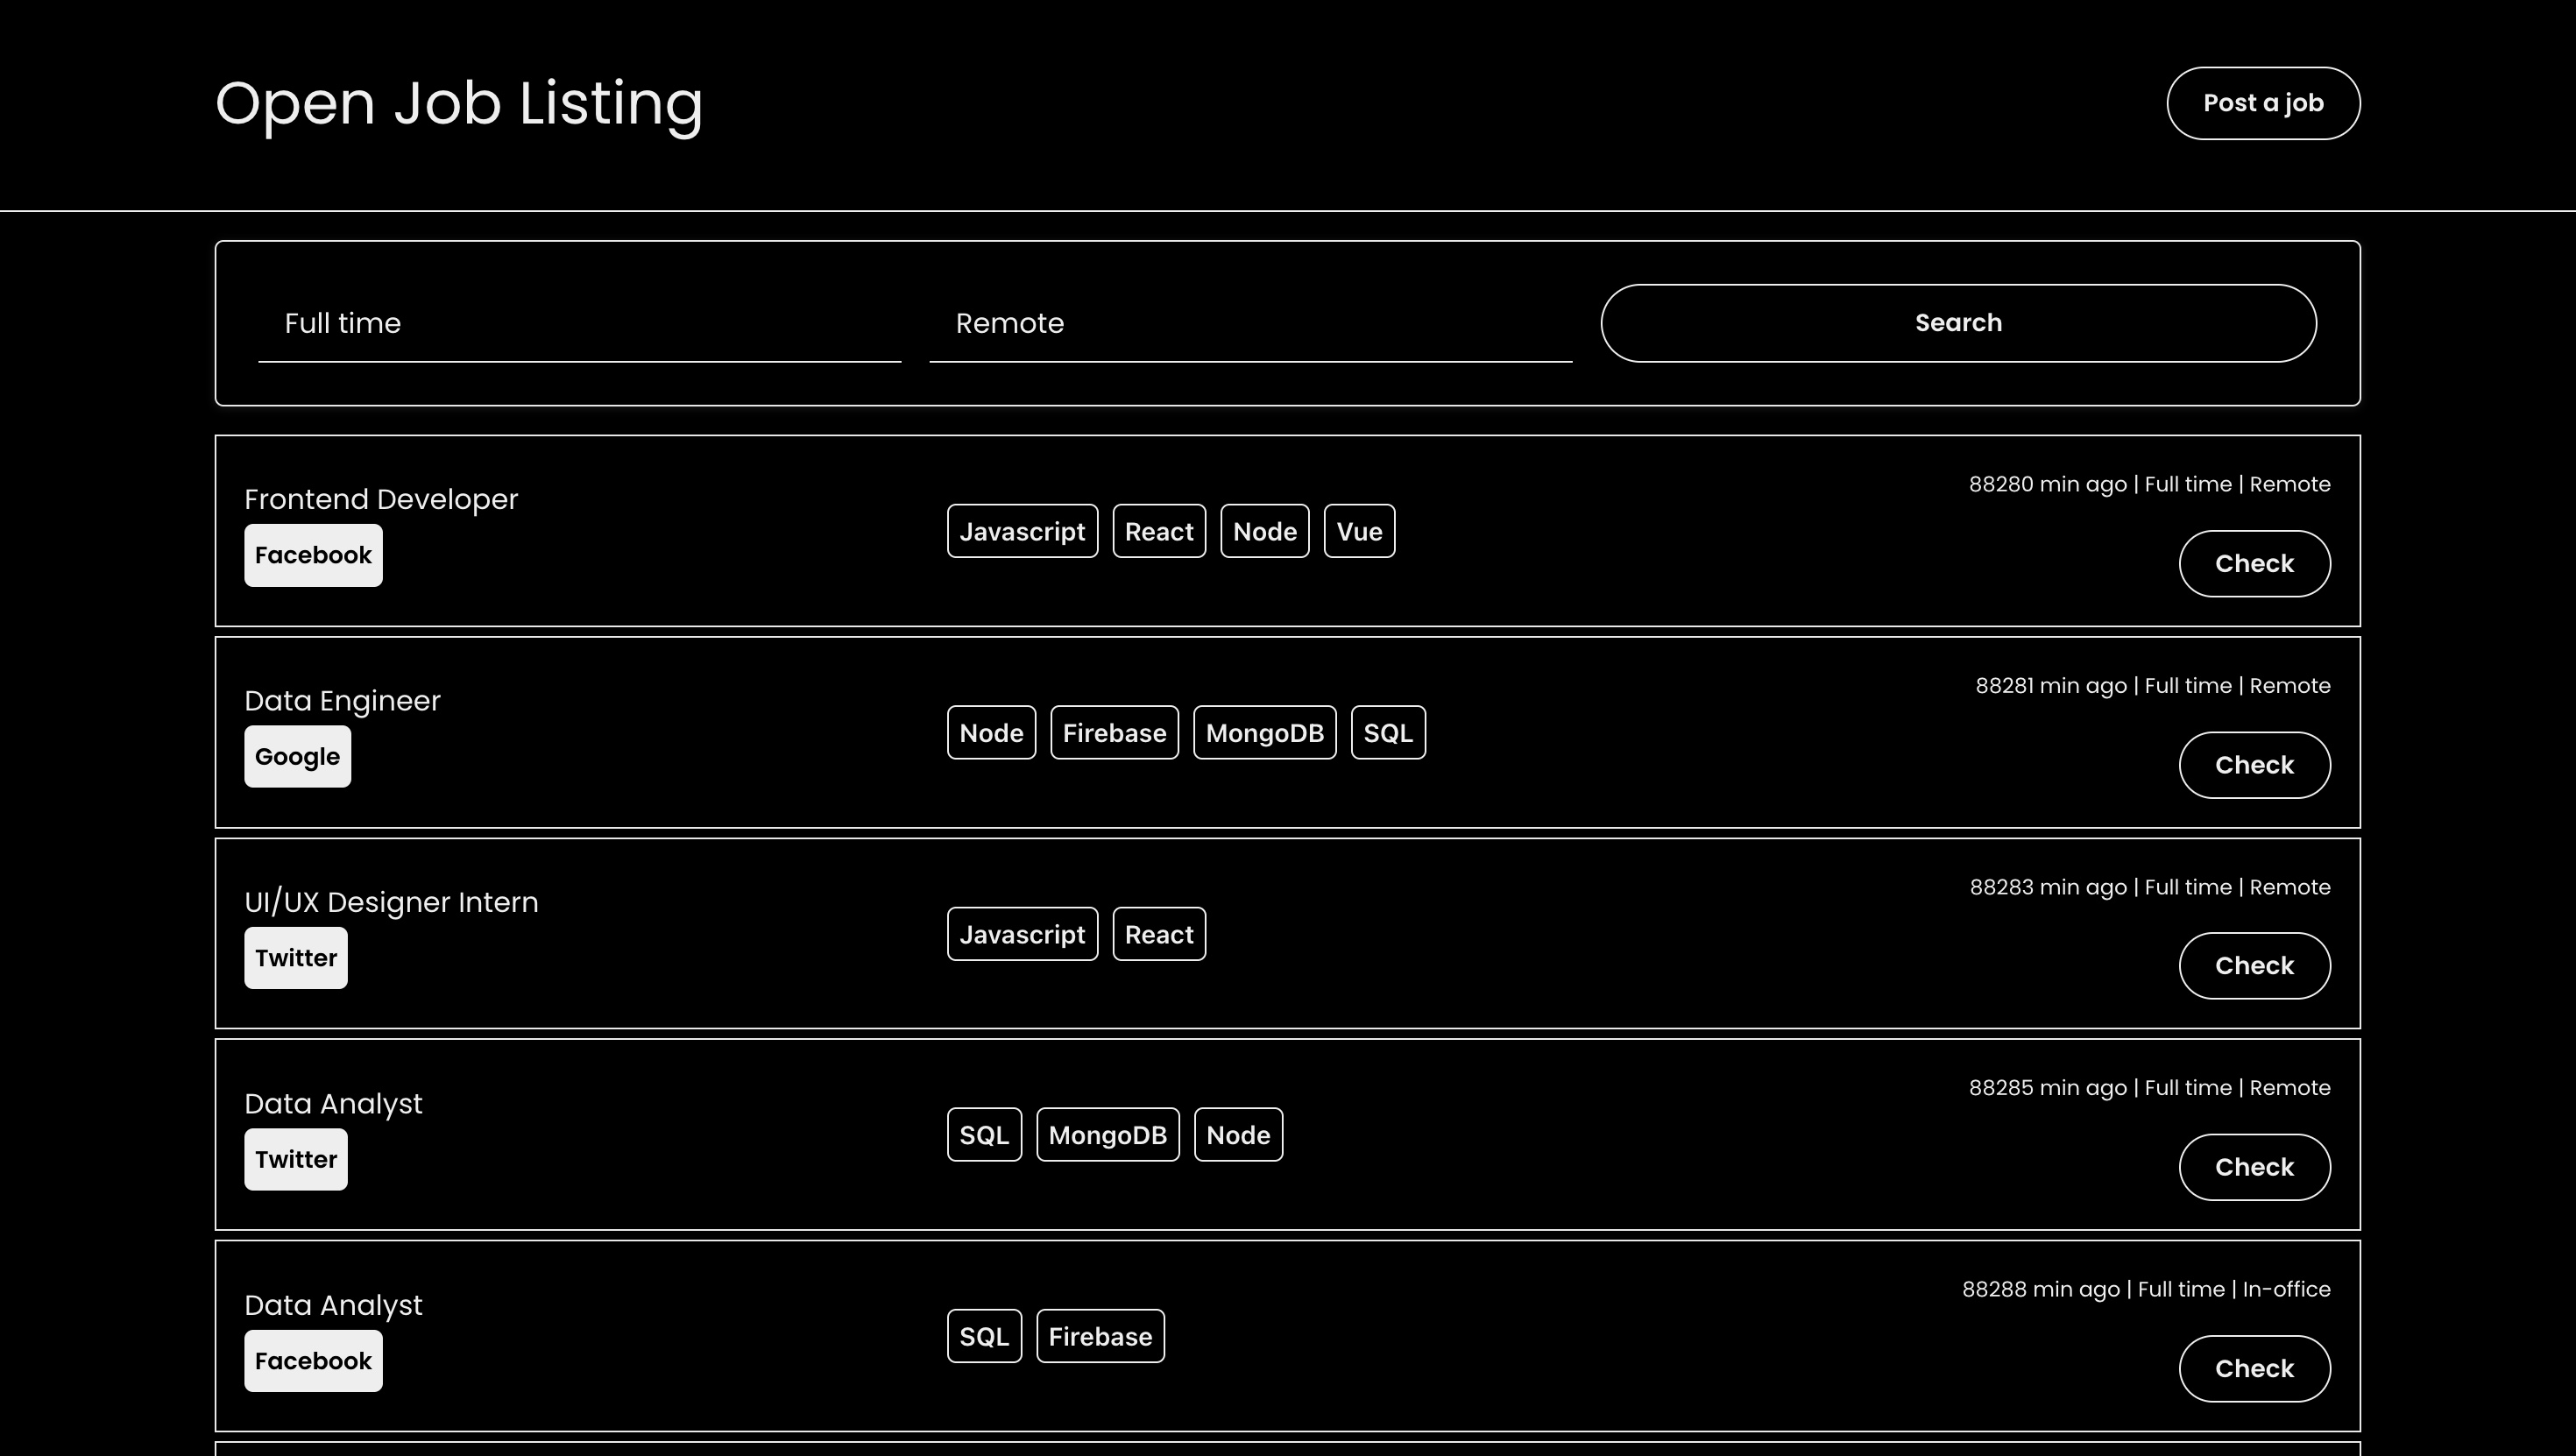 Open Job Listing
Post a job
Full time
Remote
Search
Frontend Developer
Facebook
Javascript React Node Vue
88280 min ago | Full time | Remote
Check
Data Engineer
Google
Node Firebase MongoDB SQL
88281 min ago | Full time | Remote
Check
UI/UX Designer Intern
Twitter
Javascript React
88283 min ago | Full time | Remote
Check
Data Analyst
Twitter
SQL MongoDB Node
88285 min ago | Full time | Remote
Check
Data Analyst
Facebook
SQL Firebase
88288 min ago | Full time | In-office
Check